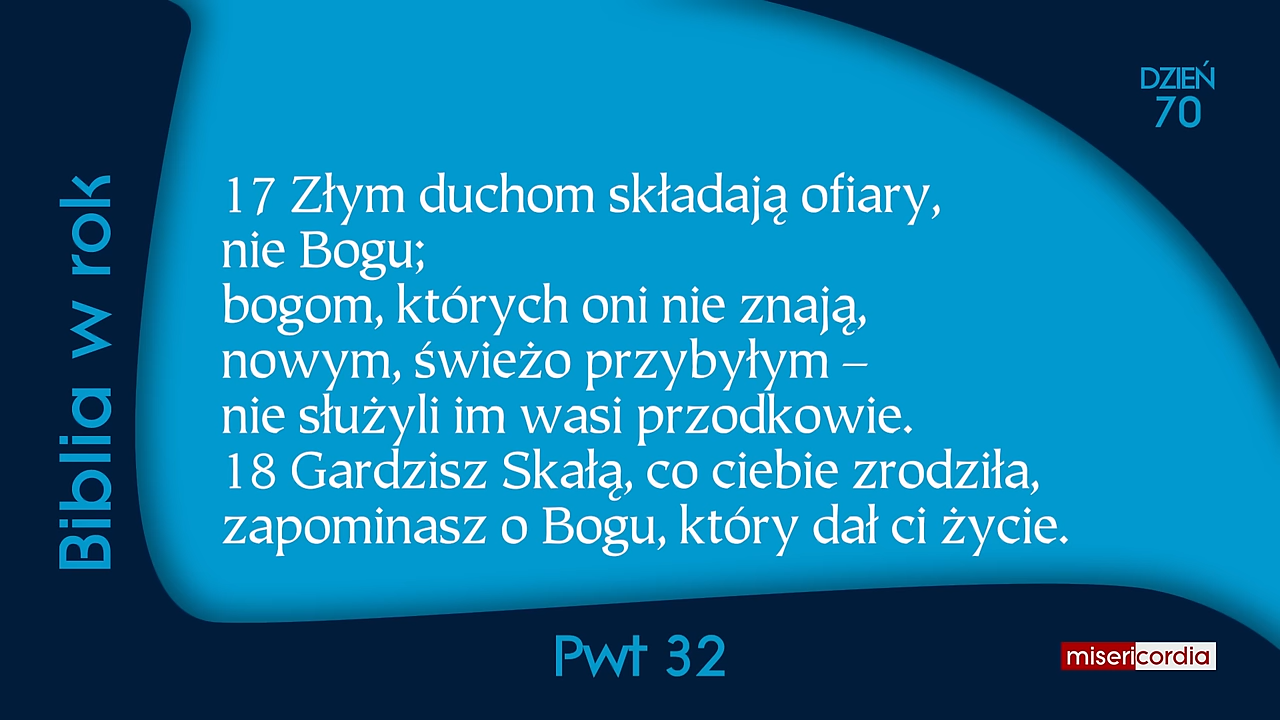 DZIEŃ
70
Biblia w rok
17 Złym duchom składają ofiary,
nie Bogu;
bogom, których oni nie znają,
nowym, świeżo przybyłym –
nie służyli im wasi przodkowie.
18 Gardzisz Skałą, co ciebie zrodziła,
zapominasz o Bogu, który dał ci życie.
Pwt 32
misericordia